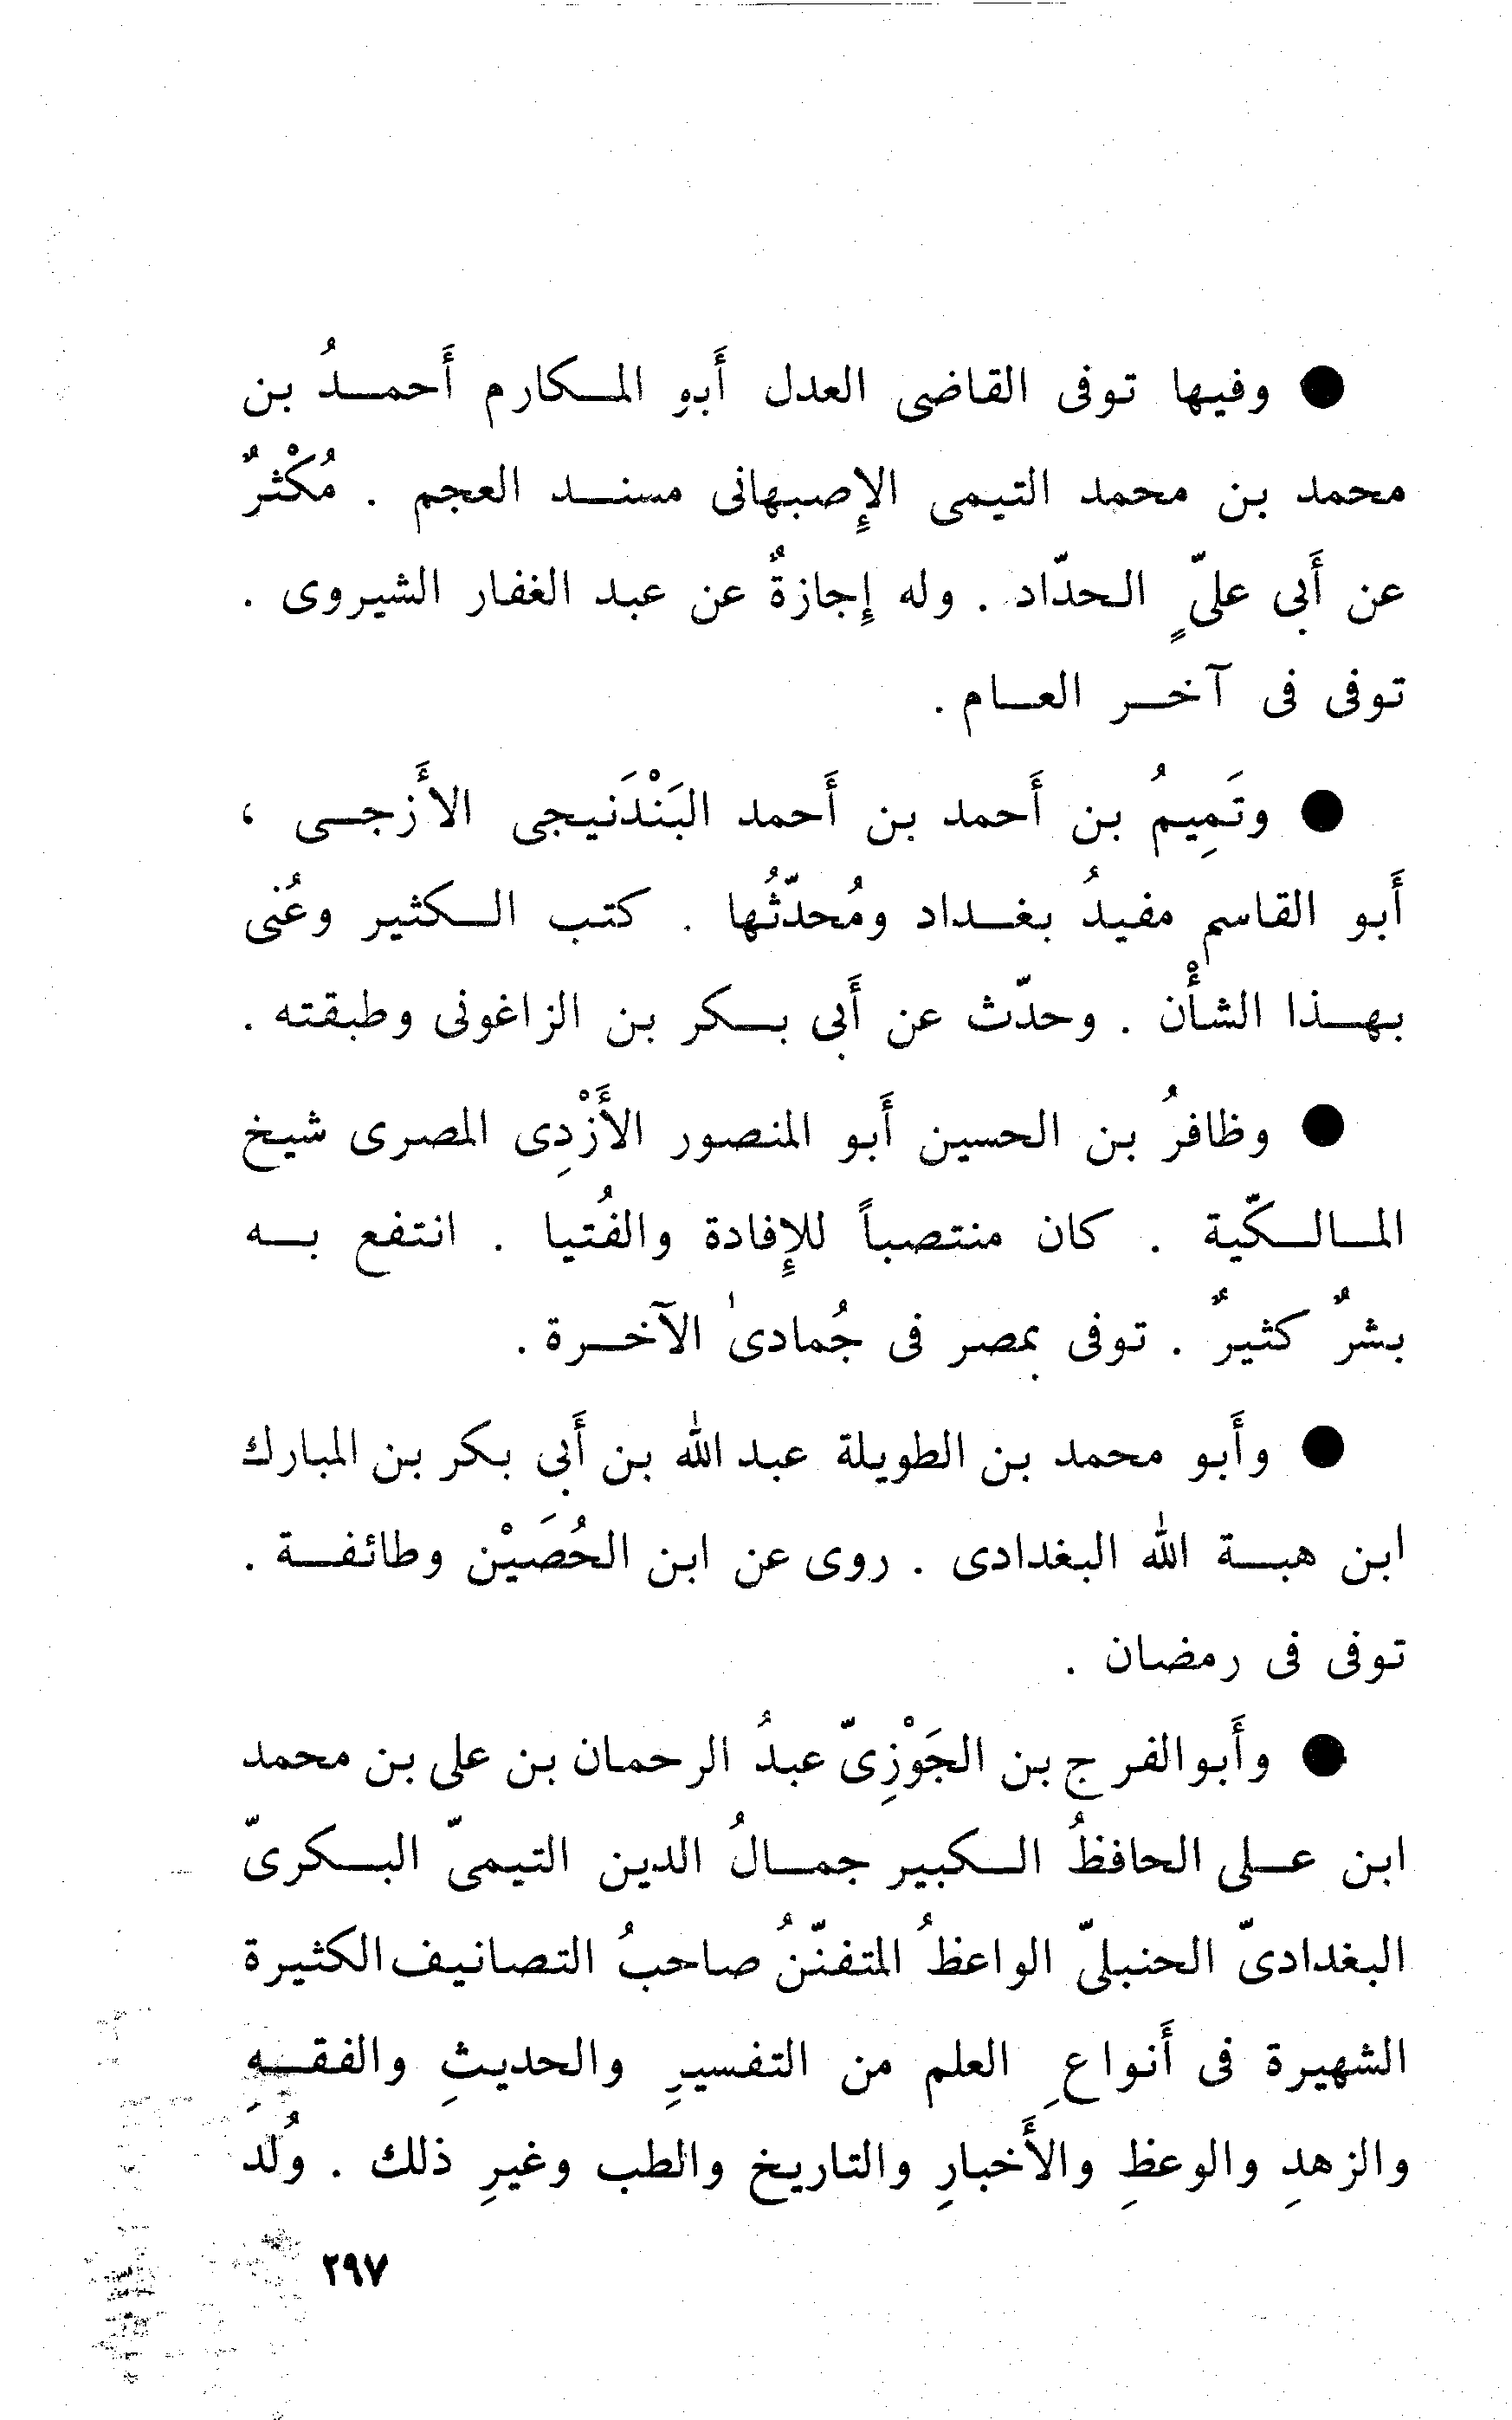 ● وفيها توفى القاضى العدل أَبو المكارم أَحمدُ بن
محمد بن محمد التيمى الإِصبهانى مسند العجم . مُكْثرٌ
عن أَبى علىّ ٍ الحدّاد . وله إِجازةٌ عن عبد الغفار الشيروى .
توفى فى آخر العام .
● وتَمِيمُ بن أَحمد بن أَحمد البَنْدَنيجى الأَزجى ،
أَبو القاسم مفيدُ بغداد ومُحدّثُها . كتب الكثير وعُنى
بهذا الشأْن . وحدّث عن أَبى بكر بن الزاغونى وطبقته .
● وظافرُ بن الحسين أَبو المنصور الأَزْدِى المصرى شيخ
المالكّية . كان منتصباً للإِفادة والفُتيا . انتفع به
بشرٌ كثيرٌ . توفى بمصر فى جُمادىٰ الآخرة .
● وأَبو محمد بن الطويلة عبد الله بن أَبى بكر بن المبارك
ابن هبة الله البغدادى . روى عن ابن الحُصَيْن وطائفة .
توفى فى رمضان .
● وأَبوالفرج بن الجَوْزِىّ عبدُ الرحمان بن على بن محمد
ابن على الحافظُ الكبير جمالُ الدين التيمىّ البكرىّ
البغدادىّ الحنبلىّ الواعظُ المتفنّنُ صاحبُ التصانيف الكثيرة
الشهيرة فى أَنواعِ العلم من التفسيرِ والحديثِ والفقهِ
والزهدِ والوعظِ والأَخبارِ والتاريخ والطب وغيرِ ذلك . وُلد
٢٩٧